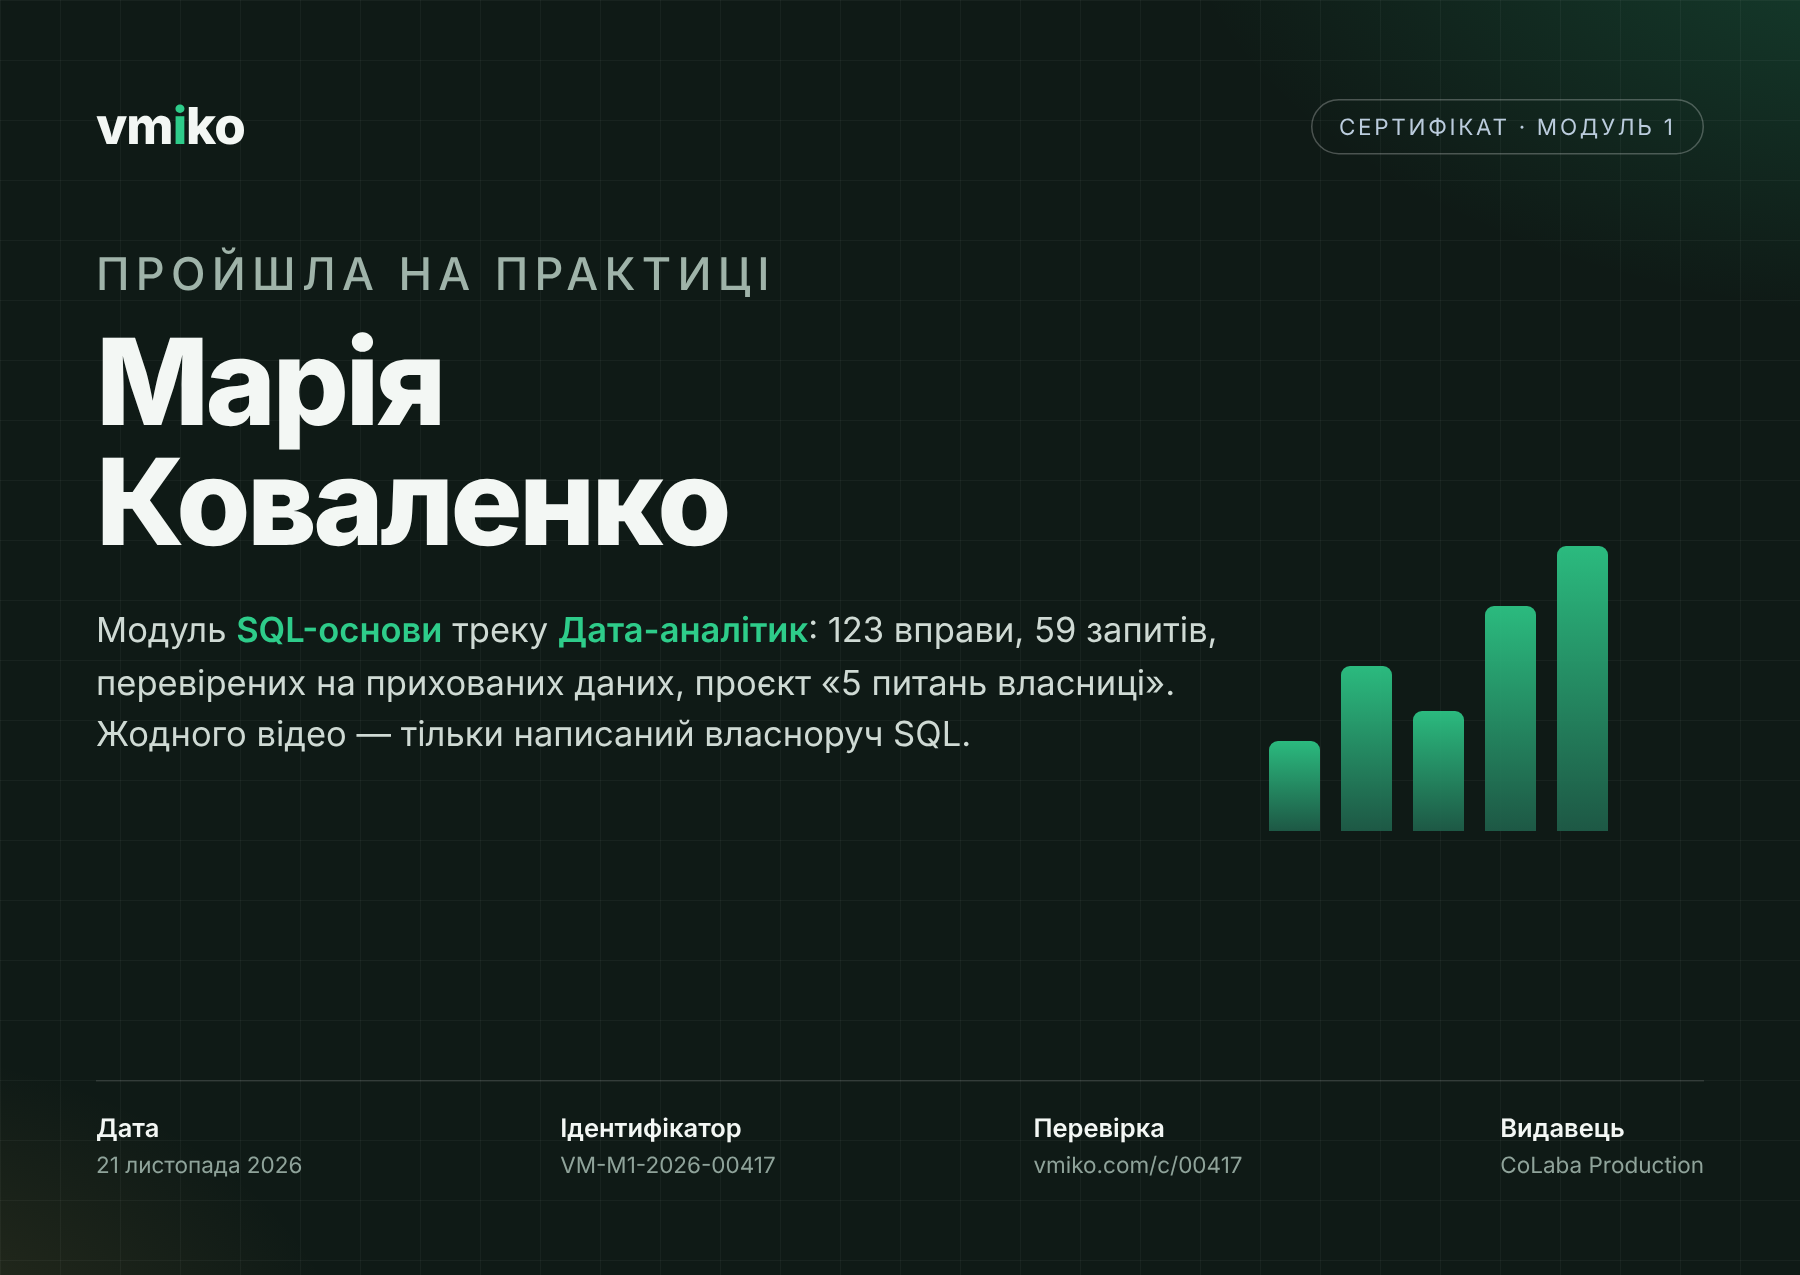 vmiko
СЕРТИФІКАТ · МОДУЛЬ 1
ПРОЙШЛА НА ПРАКТИЦІ
Марія
Коваленко
Модуль SQL-основи треку Дата-аналітик: 123 вправи, 59 запитів,
перевірених на прихованих даних, проєкт «5 питань власниці».
Жодного відео — тільки написаний власноруч SQL.
Дата
21 листопада 2026
Ідентифікатор
VM-M1-2026-00417
Перевірка
vmiko.com/c/00417
Видавець
CoLaba Production